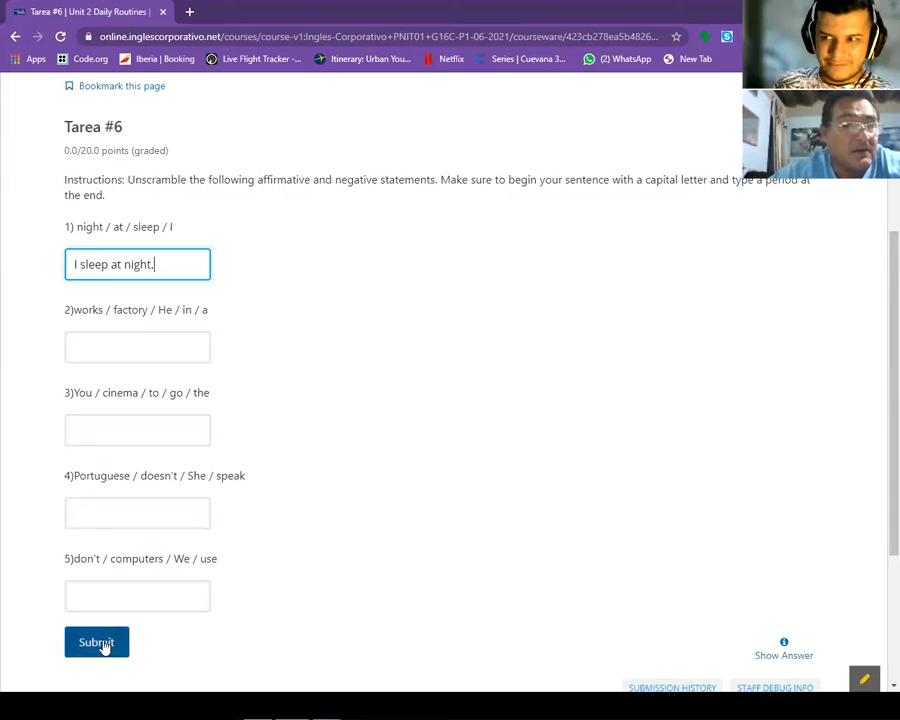 Tarea #6 | Unit 2 Daily Routines |
online.inglescorporativo.net/courses/course-v1:Ingles-Corporativo+PNIT01+G16C-P1-06-2021/courseware/423cb278ea5b4636829...
Apps Code.org Iberia | Booking Live Flight Tracker -... Itinerary: Urban You... Netflix Series | Cuevana 3... (2) WhatsApp New Tab
Bookmark this page
Tarea #6
0.0/20.0 points (graded)
Instructions: Unscramble the following affirmative and negative statements. Make sure to begin your sentence with a capital letter and type a period at
the end.
1) night / at / sleep / I
I sleep at night.
2)works / factory / He / in / a
3)You / cinema / to / go / the
4)Portuguese / doesn't / She / speak
5)don't / computers / We / use
Submit
Show Answer
SUBMISSION HISTORY STAFF DEBUG INFO